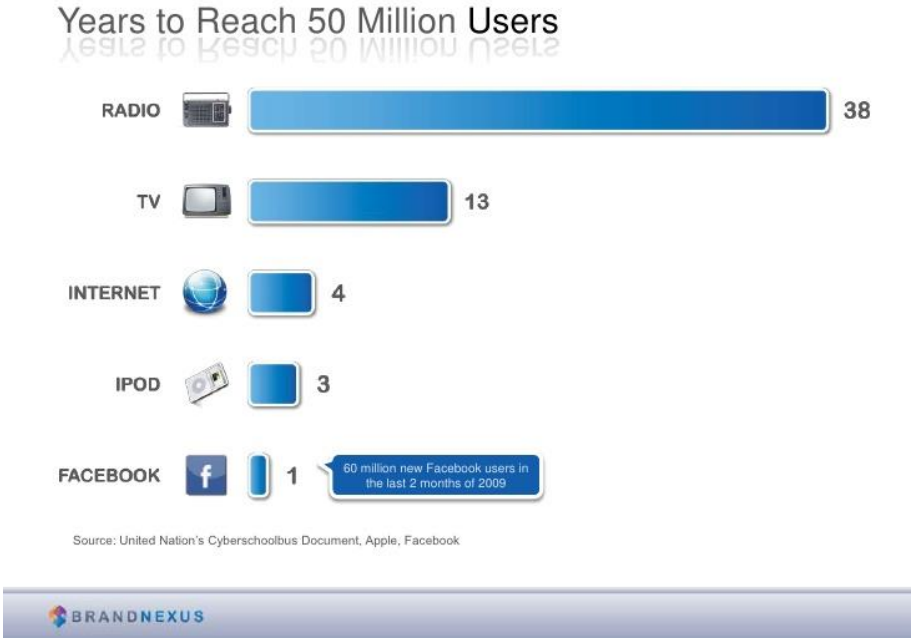 Years to Reach 50 Million Users
RADIO 38
TV 13
INTERNET 4
IPOD 3
FACEBOOK f 1 60 million new Facebook users in
the last 2 months of 2009
Source: United Nation's Cyberschoolbus Document, Apple, Facebook
BRANDNEXUS